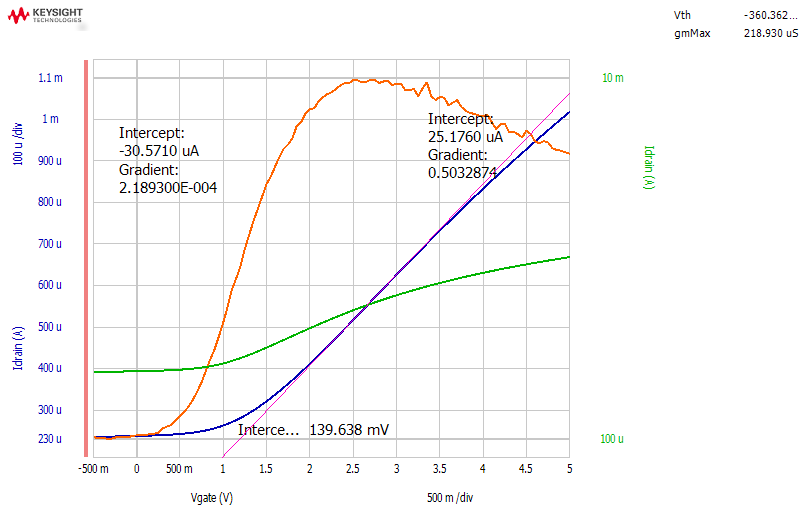 KEYSIGHT
TECHNOLOGIES
Vth -360.362...
gmMax 218.930 uS
1.1 m
10 m
1 m
100 u /div
900 u
800 u
700 u
600 u
500 u
400 u
300 u
230 u
100 u
Idrain (A)
Idrain (A)
Intercept:
-30.5710 uA
Gradient:
2.189300E-004
Intercept:
25.1760 uA
Gradient:
0.5032874
Interce... 139.638 mV
-500 m 0 500 m 1 1.5 2 2.5 3 3.5 4 4.5 5
Vgate (V) 500 m /div